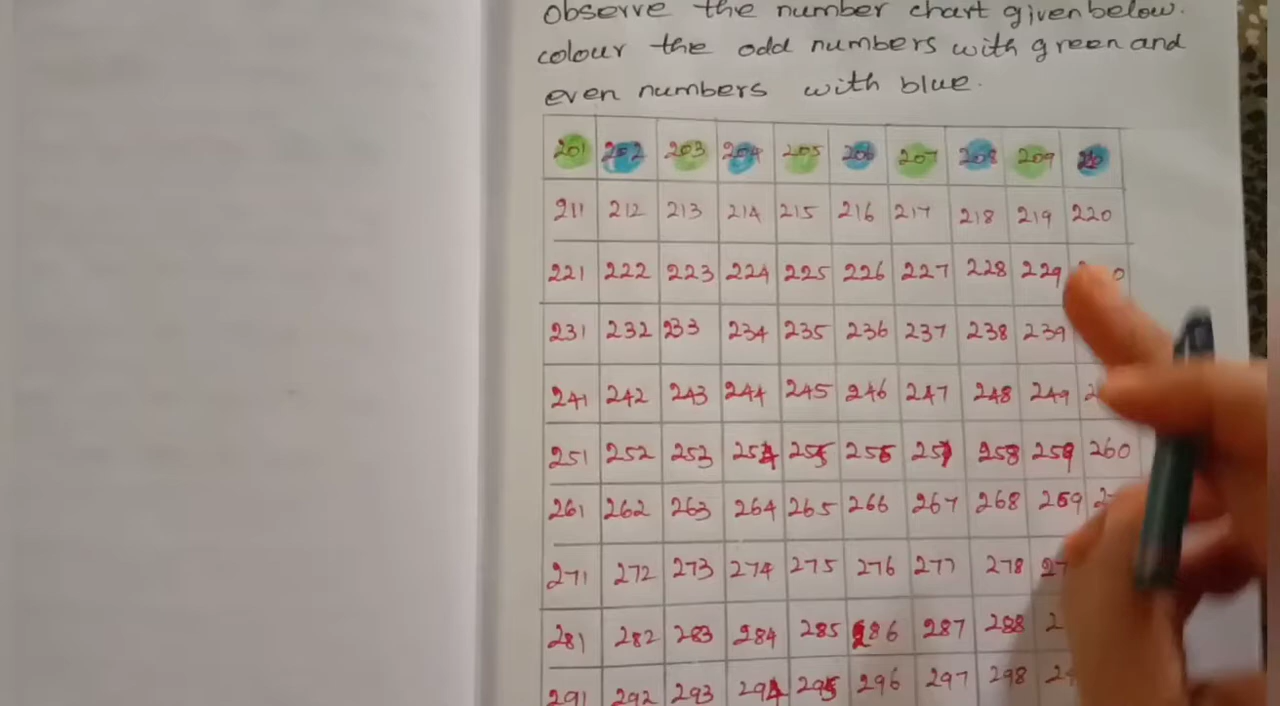 observe the number chart given below.
colour the odd numbers with green and
even numbers with blue.
201 202 203 204 205 206 207 208 209 210
211 212 213 214 215 216 217 218 219 220
221 222 223 224 225 226 227 228 229
231 232 233 234 235 236 237 238 239
241 242 243 244 245 246 247 248 249
251 252 253 254 255 256 257 258 259 260
261 262 263 264 265 266 267 268 269
271 272 273 274 275 276 277 278
281 282 283 284 285 286 287 288
291 292 293 294 295 296 297 298